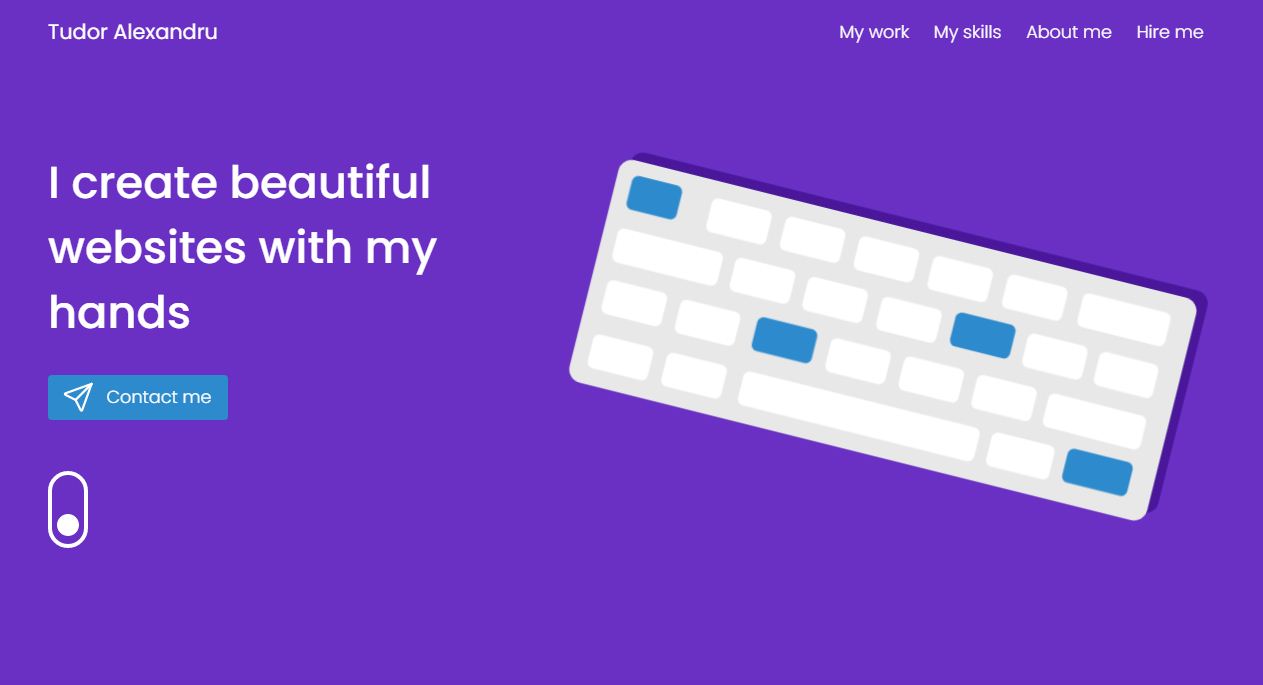 Tudor Alexandru
My work
My skills
About me
Hire me
I create beautiful
websites with my
hands
Contact me